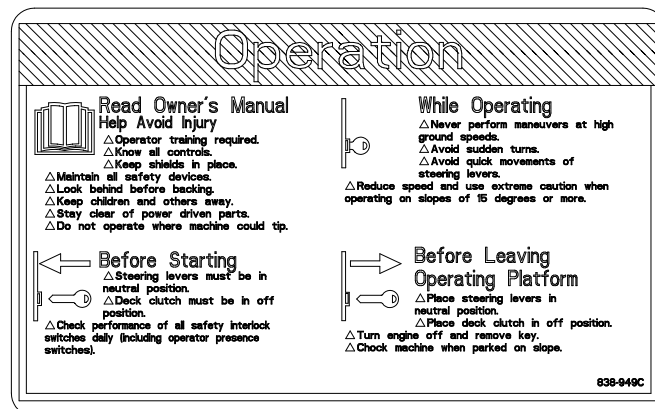 Operation
Read Owner's Manual
Help Avoid Injury
△Operator training required.
△Know all controls.
△Keep shields in place.
△Maintain all safety devices.
△Look behind before backing.
△Keep children and others away.
△Stay clear of power driven parts.
△Do not operate where machine could tip.
While Operating
△Never perform maneuvers at high
ground speeds.
△Avoid sudden turns.
△Avoid quick movements of
steering levers.
△Reduce speed and use extreme caution when
operating on slopes of 15 degrees or more.
Before Starting
△Steering levers must be in
neutral position.
△Deck clutch must be in off
position.
△Check performance of all safety interlock
switches daily (including operator presence
switches).
Before Leaving
Operating Platform
△Place steering levers in
neutral position.
△Place deck clutch in off position.
△Turn engine off and remove key.
△Chock machine when parked on slope.
838-949C